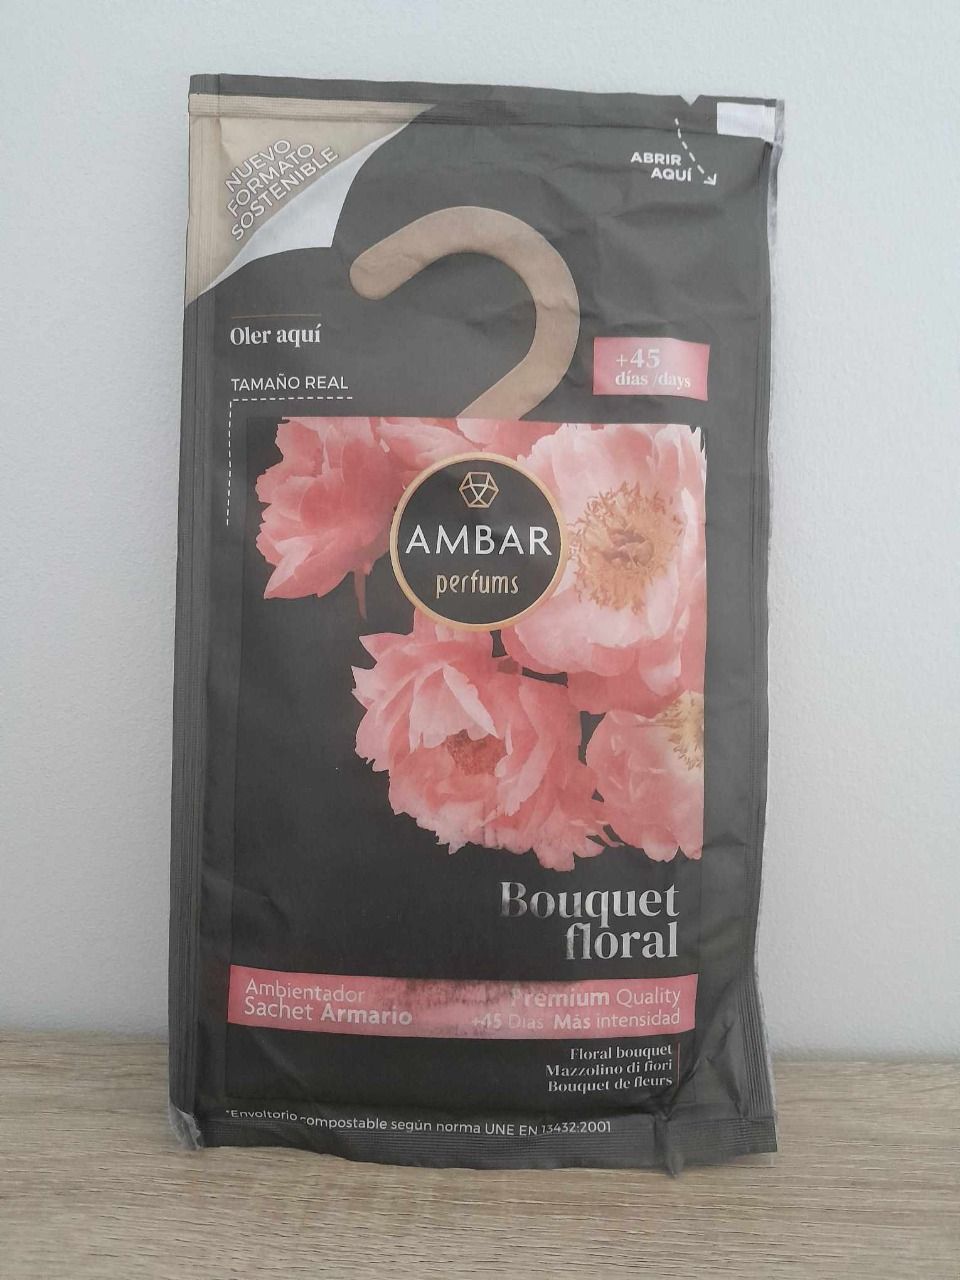 NUEVO
FORMATO
SOSTENIBLE
ABRIR
AQUÍ
Oler aquí
+45
días /days
TAMAÑO REAL
AMBAR
perfums
Bouquet
floral
Ambientador
Sachet Armario
Premium Quality
+45 Días Más intensidad
Floral bouquet
Mazzolino di fiori
Bouquet de fleurs
*Envoltorio compostable según norma UNE EN 13432:2001